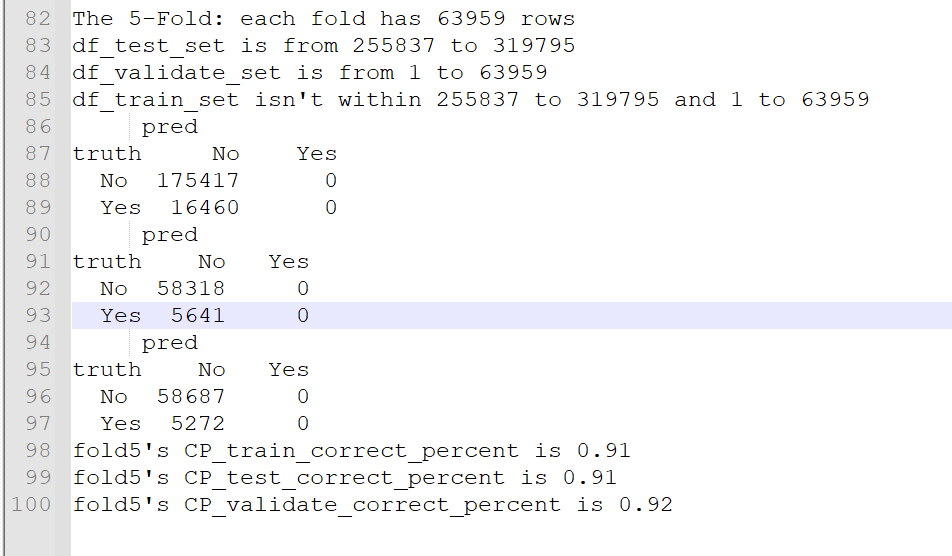 82 The 5-Fold: each fold has 63959 rows
83 df_test_set is from 255837 to 319795
84 df_validate_set is from 1 to 63959
85 df_train_set isn't within 255837 to 319795 and 1 to 63959
86      pred
87 truth     No    Yes
88   No  175417      0
89   Yes  16460      0
90      pred
91 truth    No   Yes
92   No  58318     0
93   Yes  5641     0
94      pred
95 truth    No   Yes
96   No  58687     0
97   Yes  5272     0
98 fold5's CP_train_correct_percent is 0.91
99 fold5's CP_test_correct_percent is 0.91
100 fold5's CP_validate_correct_percent is 0.92